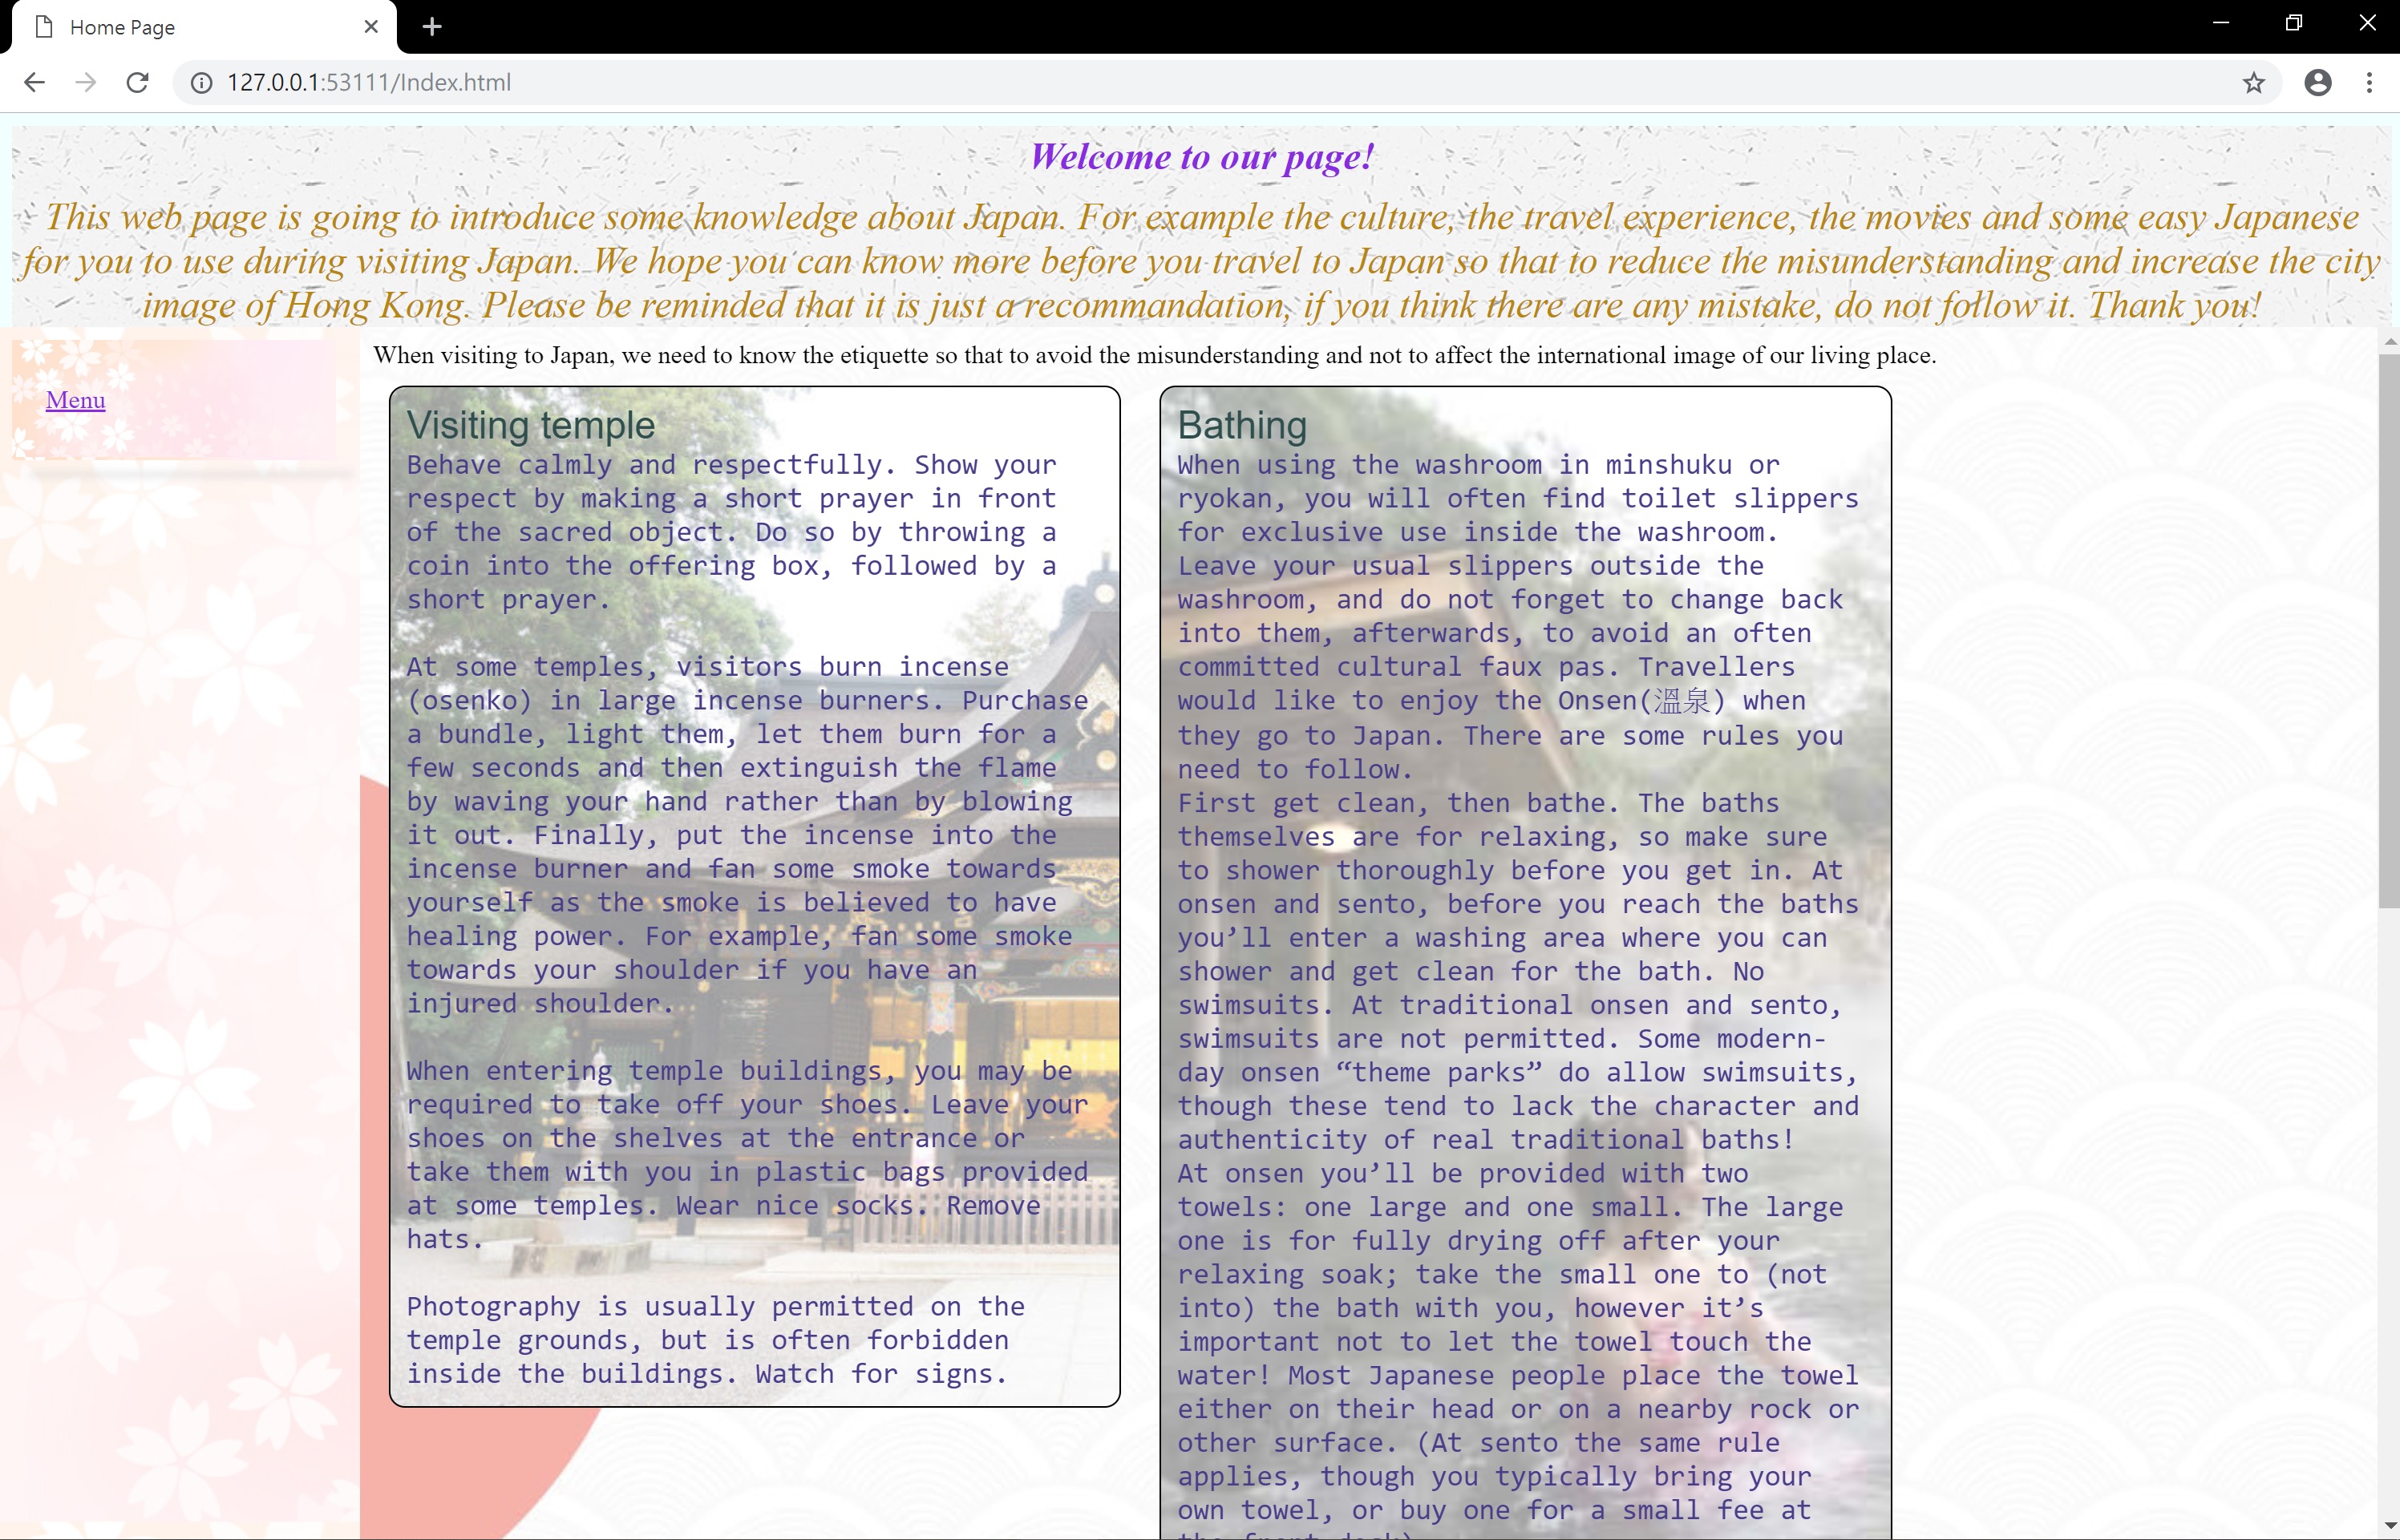 Home Page
127.0.0.1:53111/Index.html
Welcome to our page!
This web page is going to introduce some knowledge about Japan. For example the culture, the travel experience, the movies and some easy Japanese
for you to use during visiting Japan. We hope you can know more before you travel to Japan so that to reduce the misunderstanding and increase the city
image of Hong Kong. Please be reminded that it is just a recommandation, if you think there are any mistake, do not follow it. Thank you!
Menu
When visiting to Japan, we need to know the etiquette so that to avoid the misunderstanding and not to affect the international image of our living place.
Visiting temple
Behave calmly and respectfully. Show your
respect by making a short prayer in front
of the sacred object. Do so by throwing a
coin into the offering box, followed by a
short prayer.
At some temples, visitors burn incense
(osenko) in large incense burners. Purchase
a bundle, light them, let them burn for a
few seconds and then extinguish the flame
by waving your hand rather than by blowing
it out. Finally, put the incense into the
incense burner and fan some smoke towards
yourself as the smoke is believed to have
healing power. For example, fan some smoke
towards your shoulder if you have an
injured shoulder.
When entering temple buildings, you may be
required to take off your shoes. Leave your
shoes on the shelves at the entrance or
take them with you in plastic bags provided
at some temples. Wear nice socks. Remove
hats.
Photography is usually permitted on the
temple grounds, but is often forbidden
inside the buildings. Watch for signs.
Bathing
When using the washroom in minshuku or
ryokan, you will often find toilet slippers
for exclusive use inside the washroom.
Leave your usual slippers outside the
washroom, and do not forget to change back
into them, afterwards, to avoid an often
committed cultural faux pas. Travellers
would like to enjoy the Onsen(溫泉) when
they go to Japan. There are some rules you
need to follow.
First get clean, then bathe. The baths
themselves are for relaxing, so make sure
to shower thoroughly before you get in. At
onsen and sento, before you reach the baths
you’ll enter a washing area where you can
shower and get clean for the bath. No
swimsuits. At traditional onsen and sento,
swimsuits are not permitted. Some modern-
day onsen “theme parks” do allow swimsuits,
though these tend to lack the character and
authenticity of real traditional baths!
At onsen you’ll be provided with two
towels: one large and one small. The large
one is for fully drying off after your
relaxing soak; take the small one to (not
into) the bath with you, however it’s
important not to let the towel touch the
water! Most Japanese people place the towel
either on their head or on a nearby rock or
other surface. (At sento the same rule
applies, though you typically bring your
own towel, or buy one for a small fee at
the front desk)